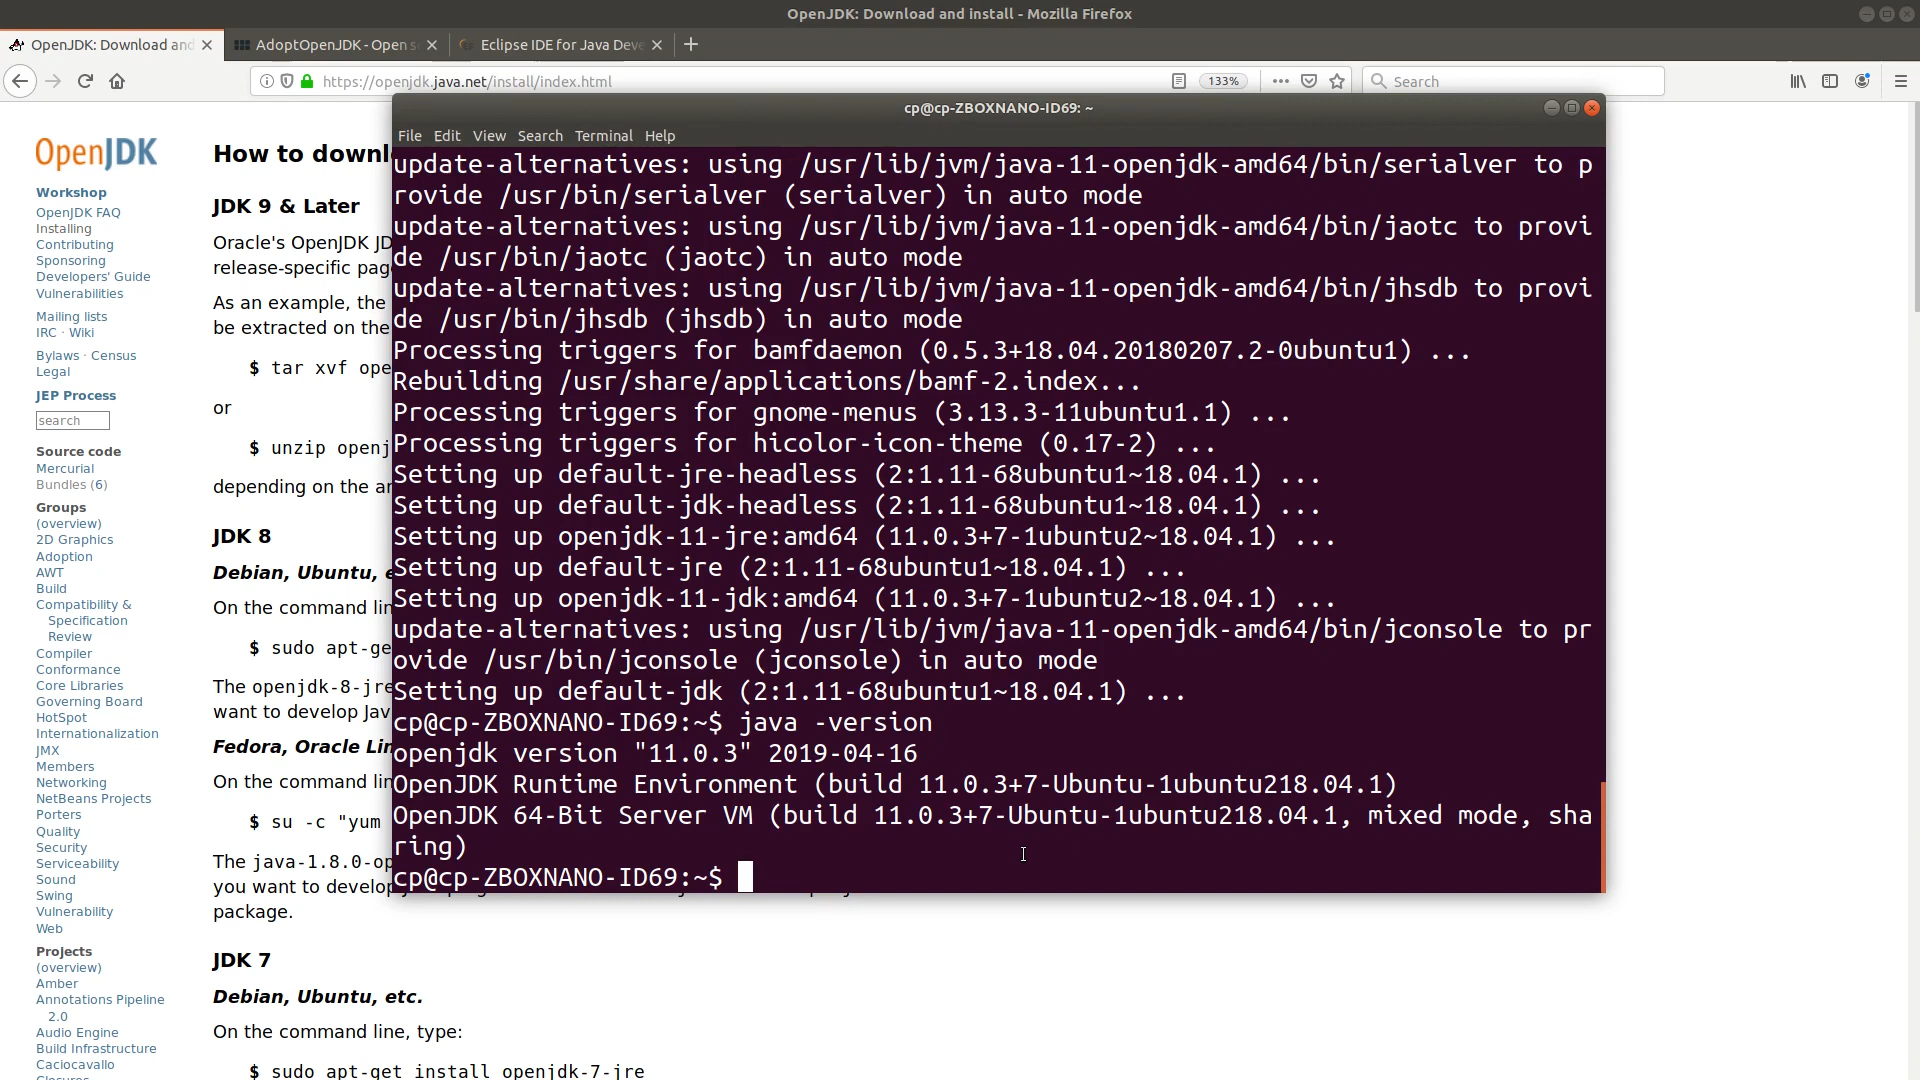 OpenJDK: Download and install - Mozilla Firefox
OpenJDK: Download and
AdoptOpenJDK - Open s
Eclipse IDE for Java Deve
https://openjdk.java.net/install/index.html
133%
Search
cp@cp-ZBOXNANO-ID69: ~
File Edit View Search Terminal Help
update-alternatives: using /usr/lib/jvm/java-11-openjdk-amd64/bin/serialver to p
rovide /usr/bin/serialver (serialver) in auto mode
update-alternatives: using /usr/lib/jvm/java-11-openjdk-amd64/bin/jaotc to provi
de /usr/bin/jaotc (jaotc) in auto mode
update-alternatives: using /usr/lib/jvm/java-11-openjdk-amd64/bin/jhsdb to provi
de /usr/bin/jhsdb (jhsdb) in auto mode
Processing triggers for bamfdaemon (0.5.3+18.04.20180207.2-0ubuntu1) ...
Rebuilding /usr/share/applications/bamf-2.index...
Processing triggers for gnome-menus (3.13.3-11ubuntu1.1) ...
Processing triggers for hicolor-icon-theme (0.17-2) ...
Setting up default-jre-headless (2:1.11-68ubuntu1~18.04.1) ...
Setting up default-jdk-headless (2:1.11-68ubuntu1~18.04.1) ...
Setting up openjdk-11-jre:amd64 (11.0.3+7-1ubuntu2~18.04.1) ...
Setting up default-jre (2:1.11-68ubuntu1~18.04.1) ...
Setting up openjdk-11-jdk:amd64 (11.0.3+7-1ubuntu2~18.04.1) ...
update-alternatives: using /usr/lib/jvm/java-11-openjdk-amd64/bin/jconsole to pr
ovide /usr/bin/jconsole (jconsole) in auto mode
Setting up default-jdk (2:1.11-68ubuntu1~18.04.1) ...
cp@cp-ZBOXNANO-ID69:~$ java -version
openjdk version "11.0.3" 2019-04-16
OpenJDK Runtime Environment (build 11.0.3+7-Ubuntu-1ubuntu218.04.1)
OpenJDK 64-Bit Server VM (build 11.0.3+7-Ubuntu-1ubuntu218.04.1, mixed mode, sha
ring)
cp@cp-ZBOXNANO-ID69:~$
OpenJDK
Workshop
OpenJDK FAQ
Installing
Contributing
Sponsoring
Developers' Guide
Vulnerabilities
Mailing lists
IRC · Wiki
Bylaws · Census
Legal
JEP Process
search
Source code
Mercurial
Bundles (6)
Groups
(overview)
2D Graphics
Adoption
AWT
Build
Compatibility &
Specification
Review
Compiler
Conformance
Core Libraries
Governing Board
HotSpot
Internationalization
JMX
Members
Networking
NetBeans Projects
Porters
Quality
Security
Serviceability
Sound
Swing
Vulnerability
Web
Projects
(overview)
Amber
Annotations Pipeline
2.0
Audio Engine
Build Infrastructure
Caciocavallo
How to downl
JDK 9 & Later
Oracle's OpenJDK JD
release-specific pag
As an example, the
be extracted on the
$ tar xvf ope
or
$ unzip openj
depending on the ar
JDK 8
Debian, Ubuntu, e
On the command lin
$ sudo apt-ge
The openjdk-8-jre
want to develop Jav
Fedora, Oracle Lin
On the command lin
$ su -c "yum
The java-1.8.0-op
you want to develop
package.
JDK 7
Debian, Ubuntu, etc.
On the command line, type:
$ sudo apt-get install openjdk-7-jre